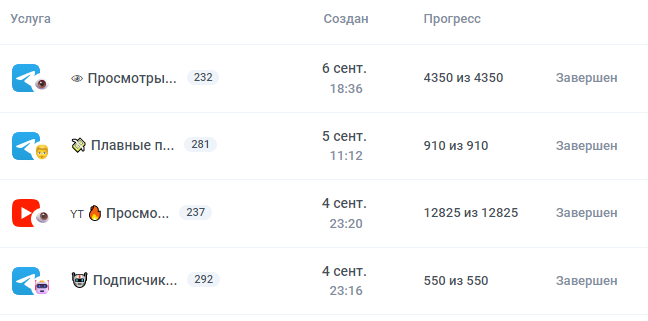 Услуга Создан Прогресс
Просмотры... 232 6 сент. 18:36 4350 из 4350 Завершен
Плавные п... 281 5 сент. 11:12 910 из 910 Завершен
YT Просмо... 237 4 сент. 23:20 12825 из 12825 Завершен
Подписчик... 292 4 сент. 23:16 550 из 550 Завершен